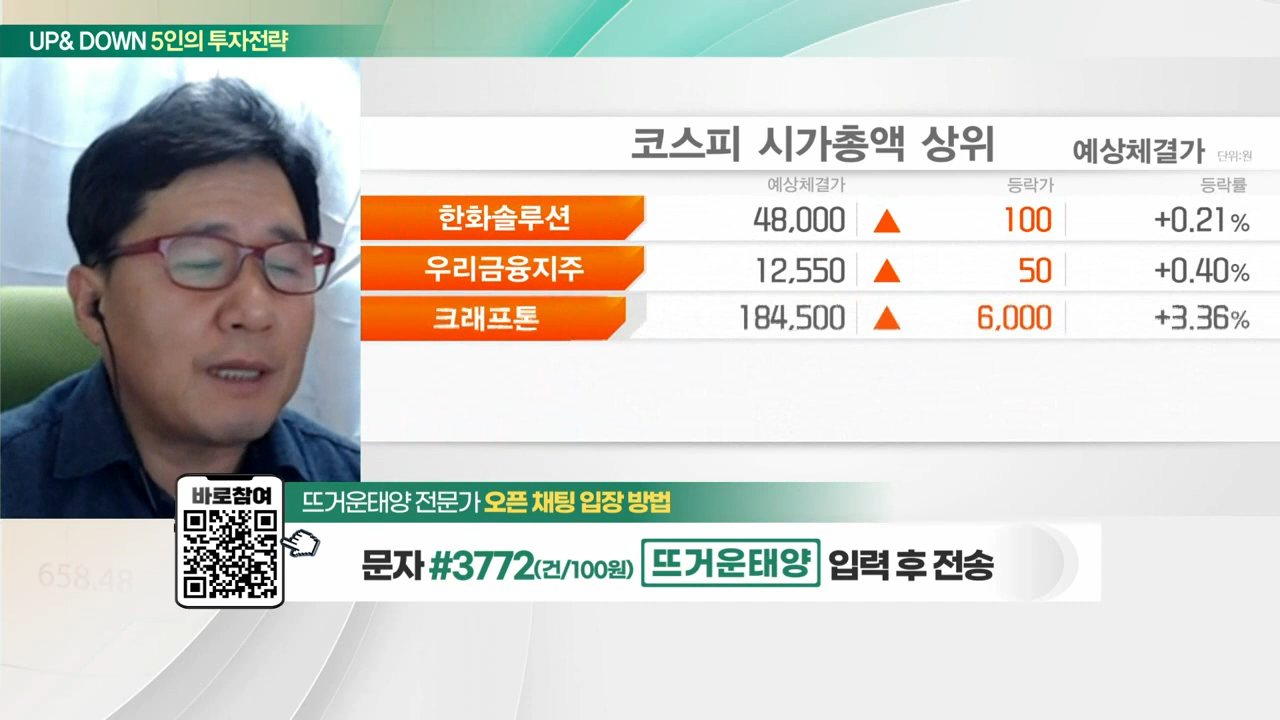 UP& DOWN 5인의 투자전략
코스피 시가총액 상위 예상체결가 단위:원
예상체결가 등락가 등락률
한화솔루션 48,000 ▲ 100 +0.21%
우리금융지주 12,550 ▲ 50 +0.40%
크래프톤 184,500 ▲ 6,000 +3.36%
바로참여
뜨거운태양 전문가 오픈 채팅 입장 방법
문자 #3772(건/100원) 뜨거운태양 입력 후 전송
658.48